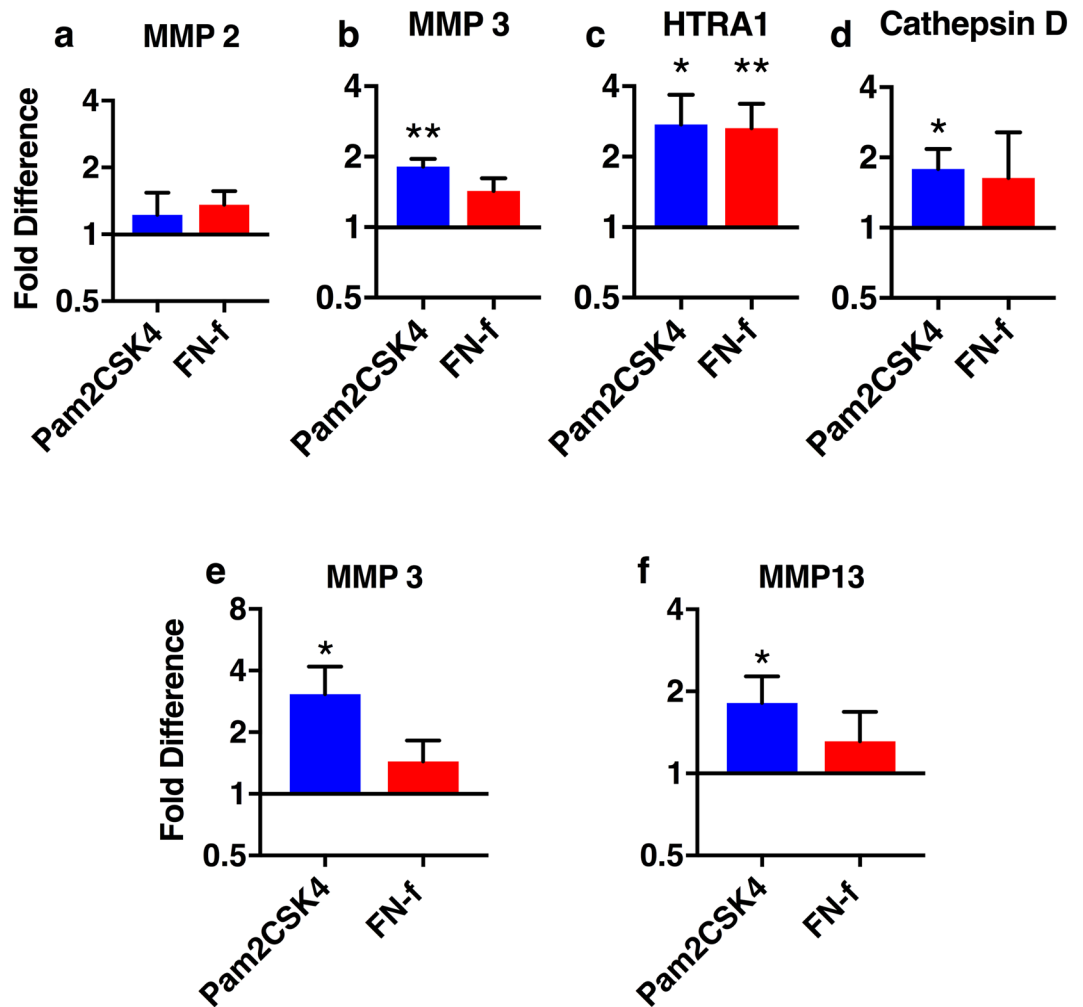 a
MMP 2
Fold Difference
4
2
1
0.5
Pam2CSK4
FN-f
b
MMP 3
4
2
1
0.5
**
Pam2CSK4
FN-f
c
HTRA1
4
2
1
0.5
* **
Pam2CSK4
FN-f
d
Cathepsin D
4
2
1
0.5
*
Pam2CSK4
FN-f
e
MMP 3
Fold Difference
8
4
2
1
0.5
*
Pam2CSK4
FN-f
f
MMP13
4
2
1
0.5
*
Pam2CSK4
FN-f